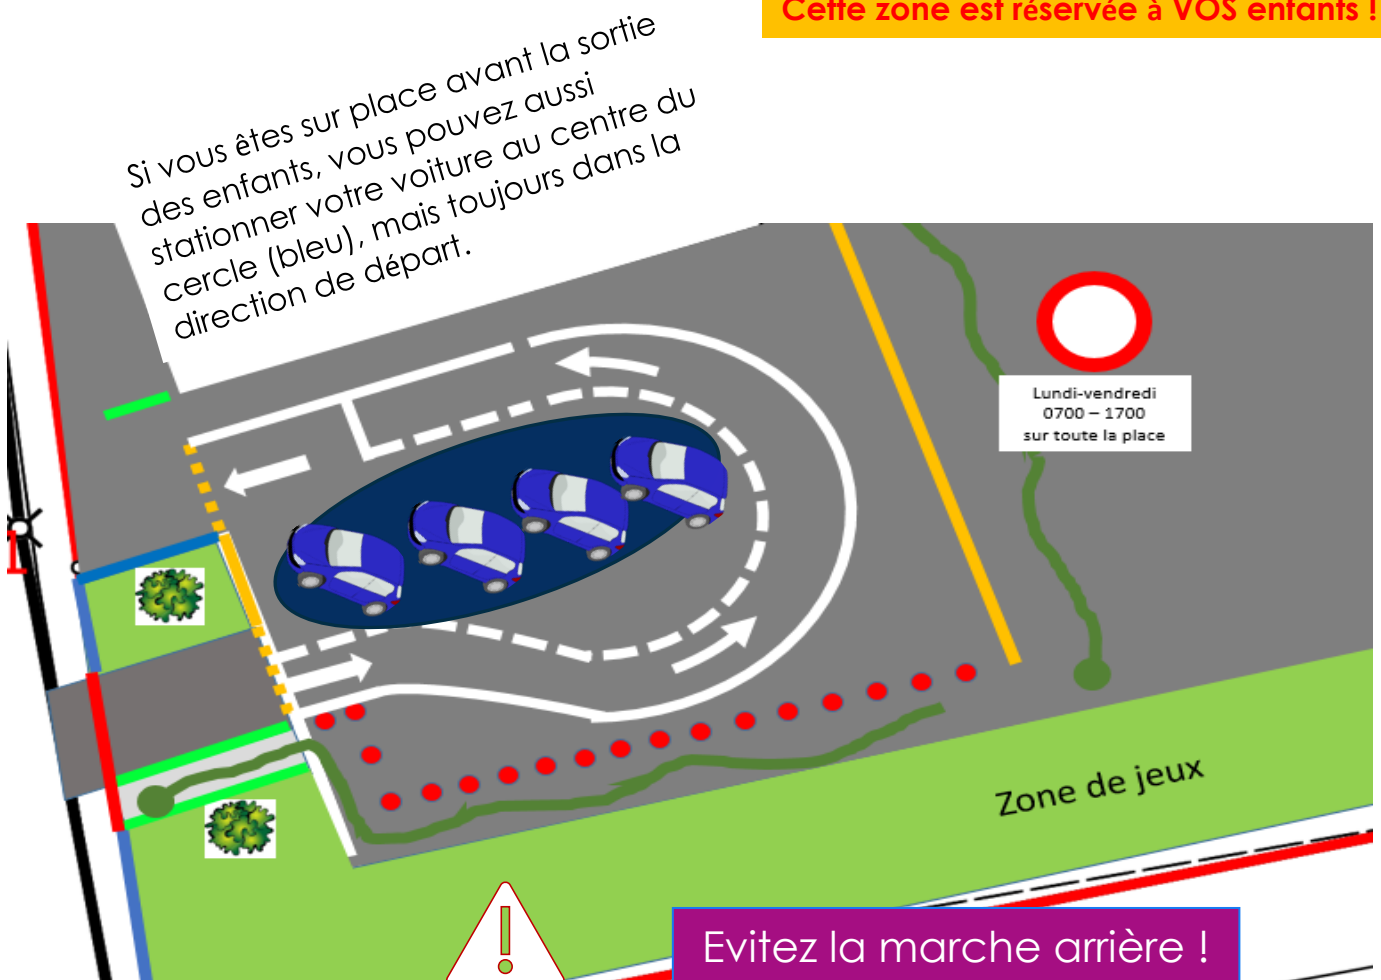 Cette zone est réservée à VOS enfants !
Si vous êtes sur place avant la sortie
des enfants, vous pouvez aussi
stationner votre voiture au centre du
cercle (bleu), mais toujours dans la
direction de départ.
Lundi-vendredi
0700 – 1700
sur toute la place
Zone de jeux
Evitez la marche arrière !